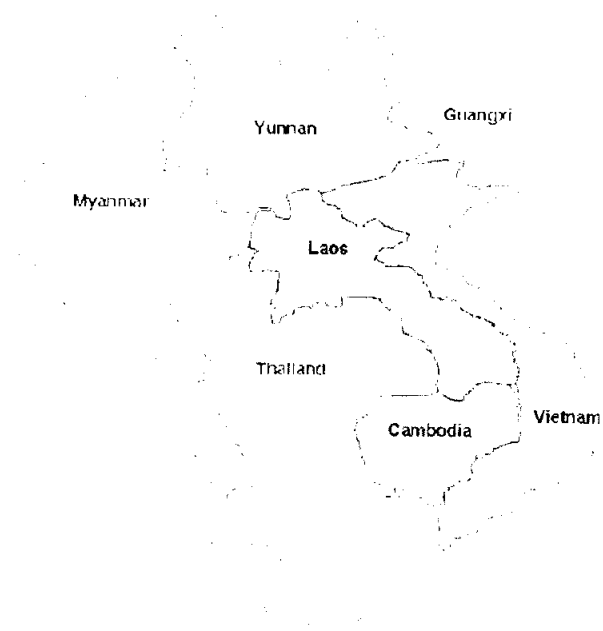 Guangxi
Yunnan
Myanmar
Laos
Thailand
Vietnam
Cambodia